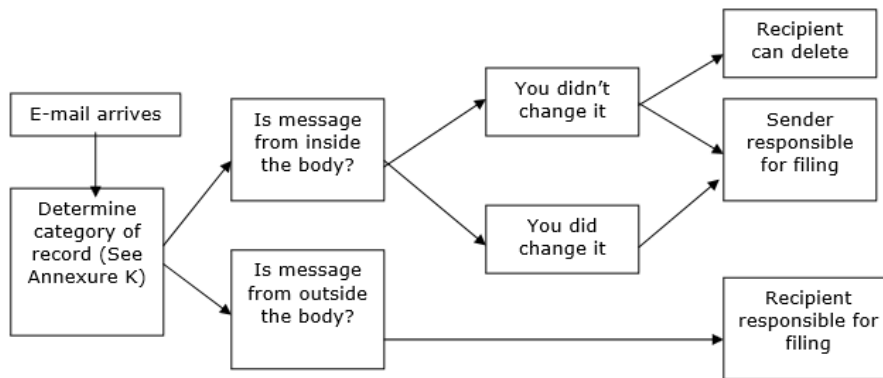 E-mail arrives
Determine
category of
record (See
Annexure K)
Is message
from inside
the body?
Is message
from outside
the body?
You didn't
change it
You did
change it
Recipient
can delete
Sender
responsible
for filing
Recipient
responsible for
filing